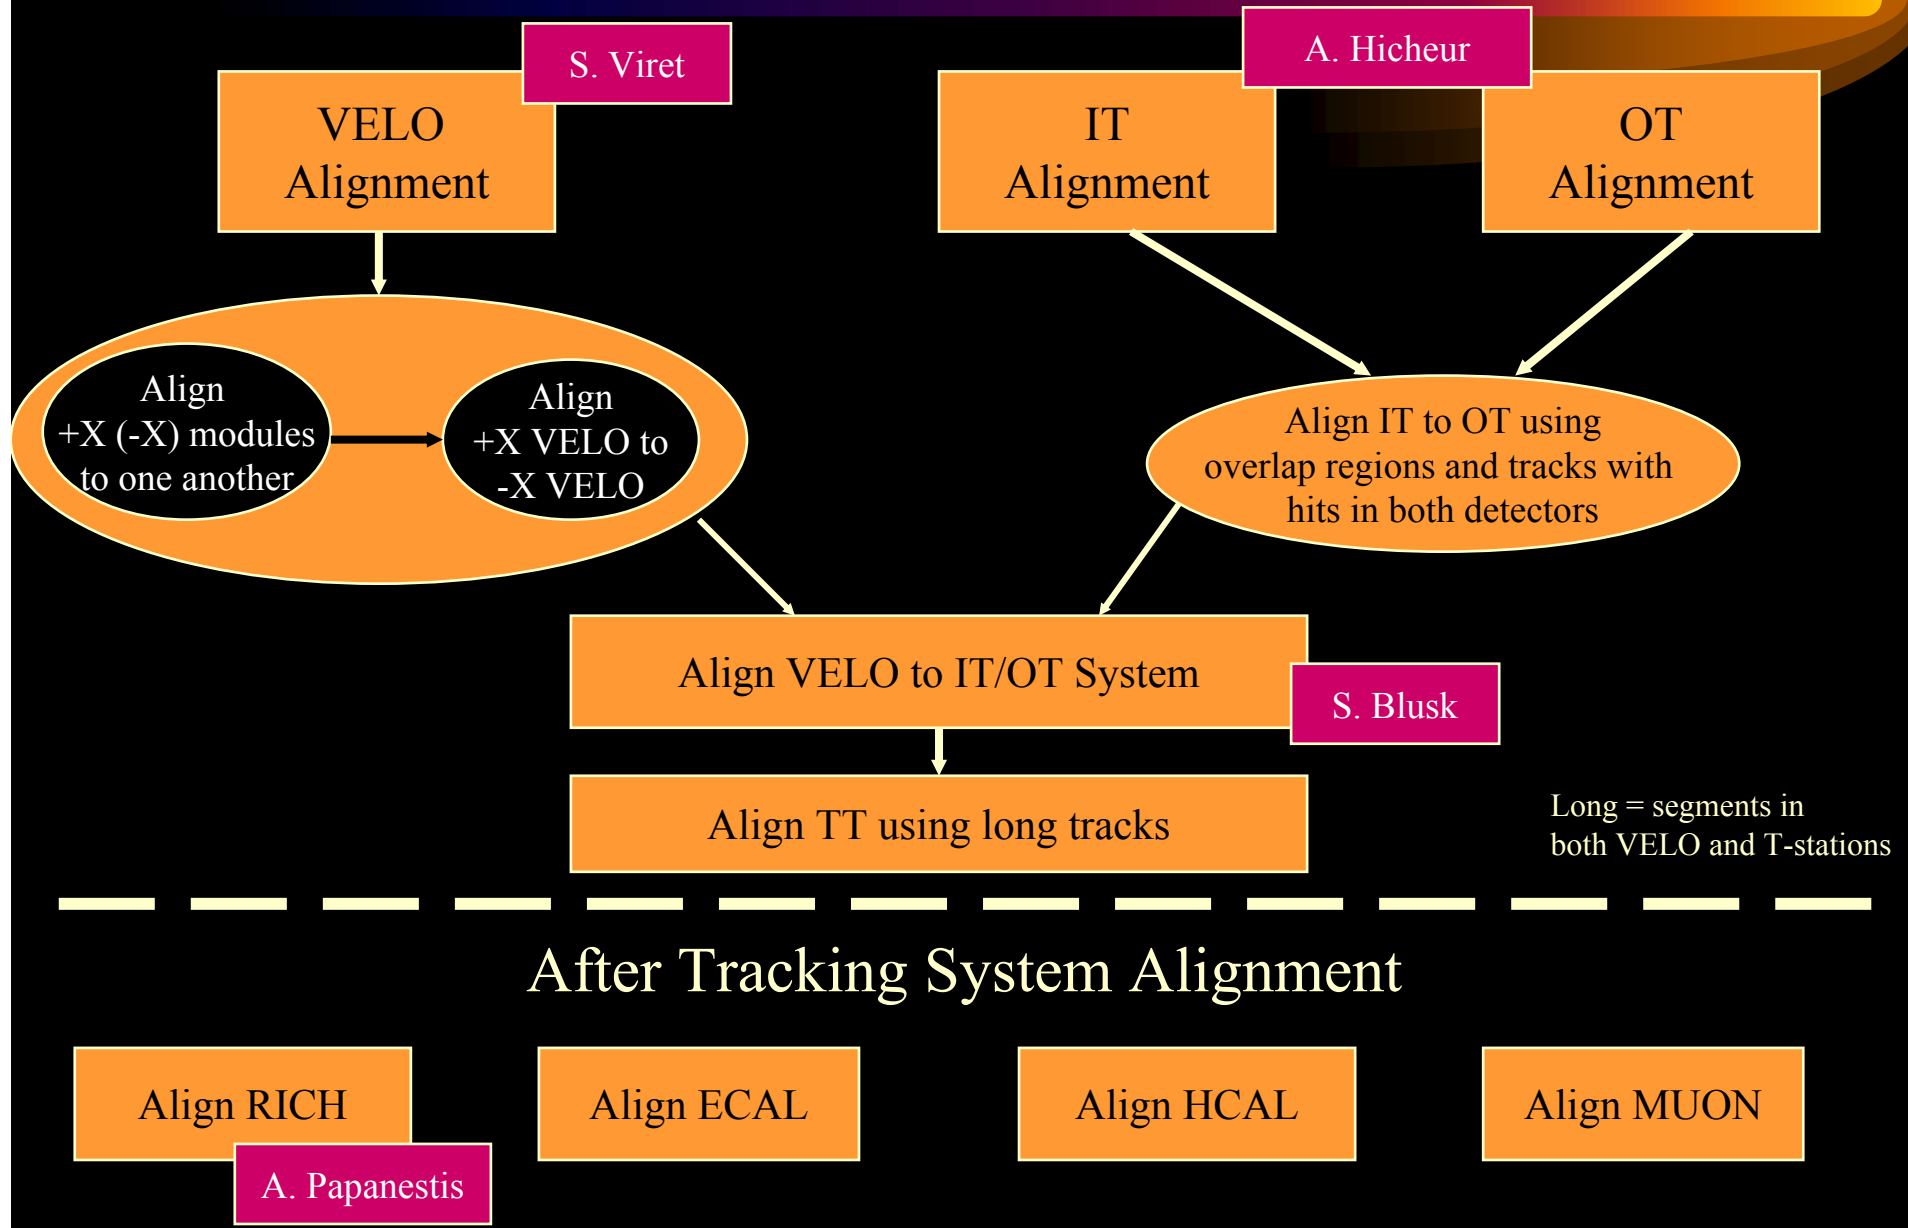 S. Viret
A. Hicheur
VELO
Alignment
IT
Alignment
OT
Alignment
Align
+X (-X) modules
to one another
Align
+X VELO to
-X VELO
Align IT to OT using
overlap regions and tracks with
hits in both detectors
Align VELO to IT/OT System
S. Blusk
Align TT using long tracks
Long = segments in
both VELO and T-stations
After Tracking System Alignment
Align RICH
Align ECAL
Align HCAL
Align MUON
A. Papanestis